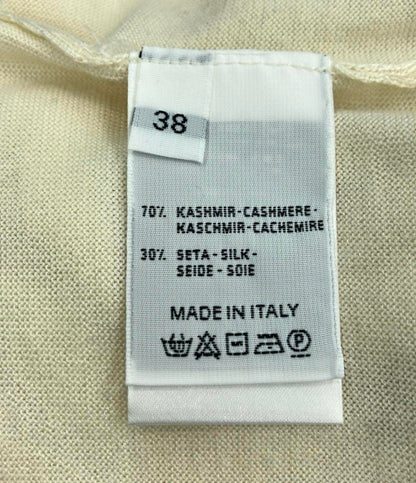 38
70% KASHMIR-CASHMERE-
KASCHMIR-CACHEMIRE
30% SETA - SILK-
SEIDE - SOIE
MADE IN ITALY
P